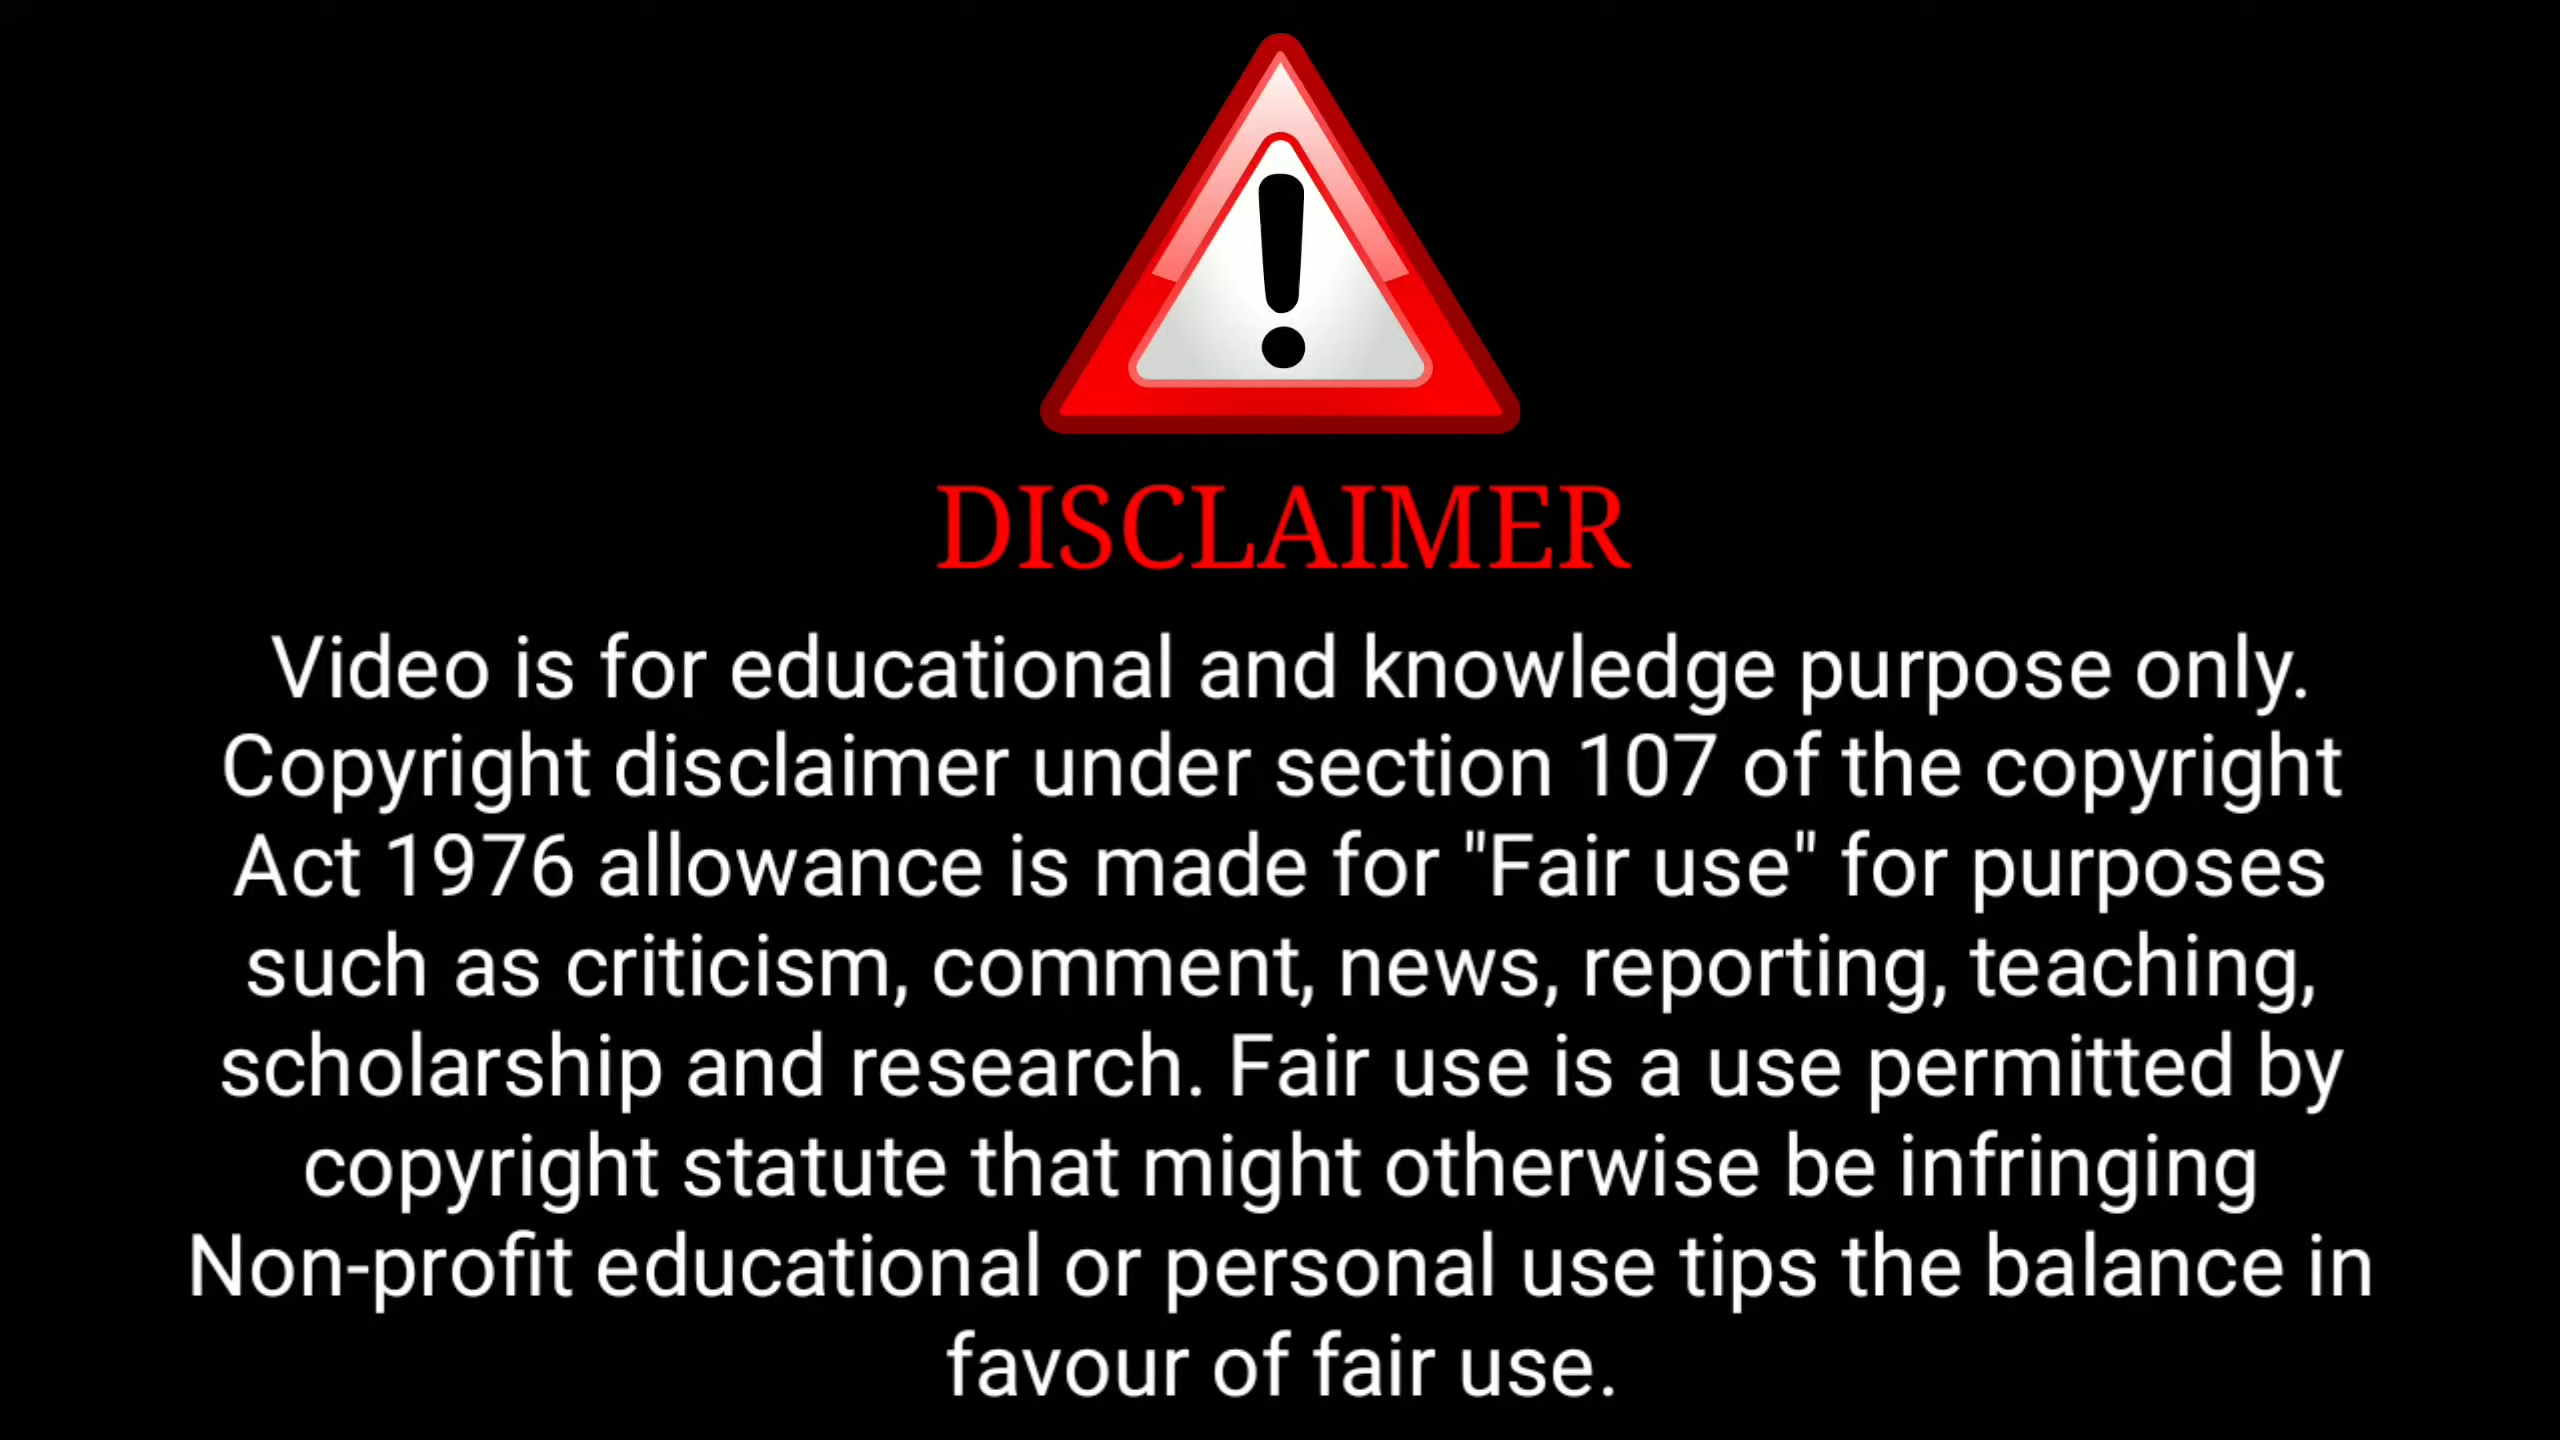 DISCLAIMER
Video is for educational and knowledge purpose only.
Copyright disclaimer under section 107 of the copyright
Act 1976 allowance is made for "Fair use" for purposes
such as criticism, comment, news, reporting, teaching,
scholarship and research. Fair use is a use permitted by
copyright statute that might otherwise be infringing
Non-profit educational or personal use tips the balance in
favour of fair use.